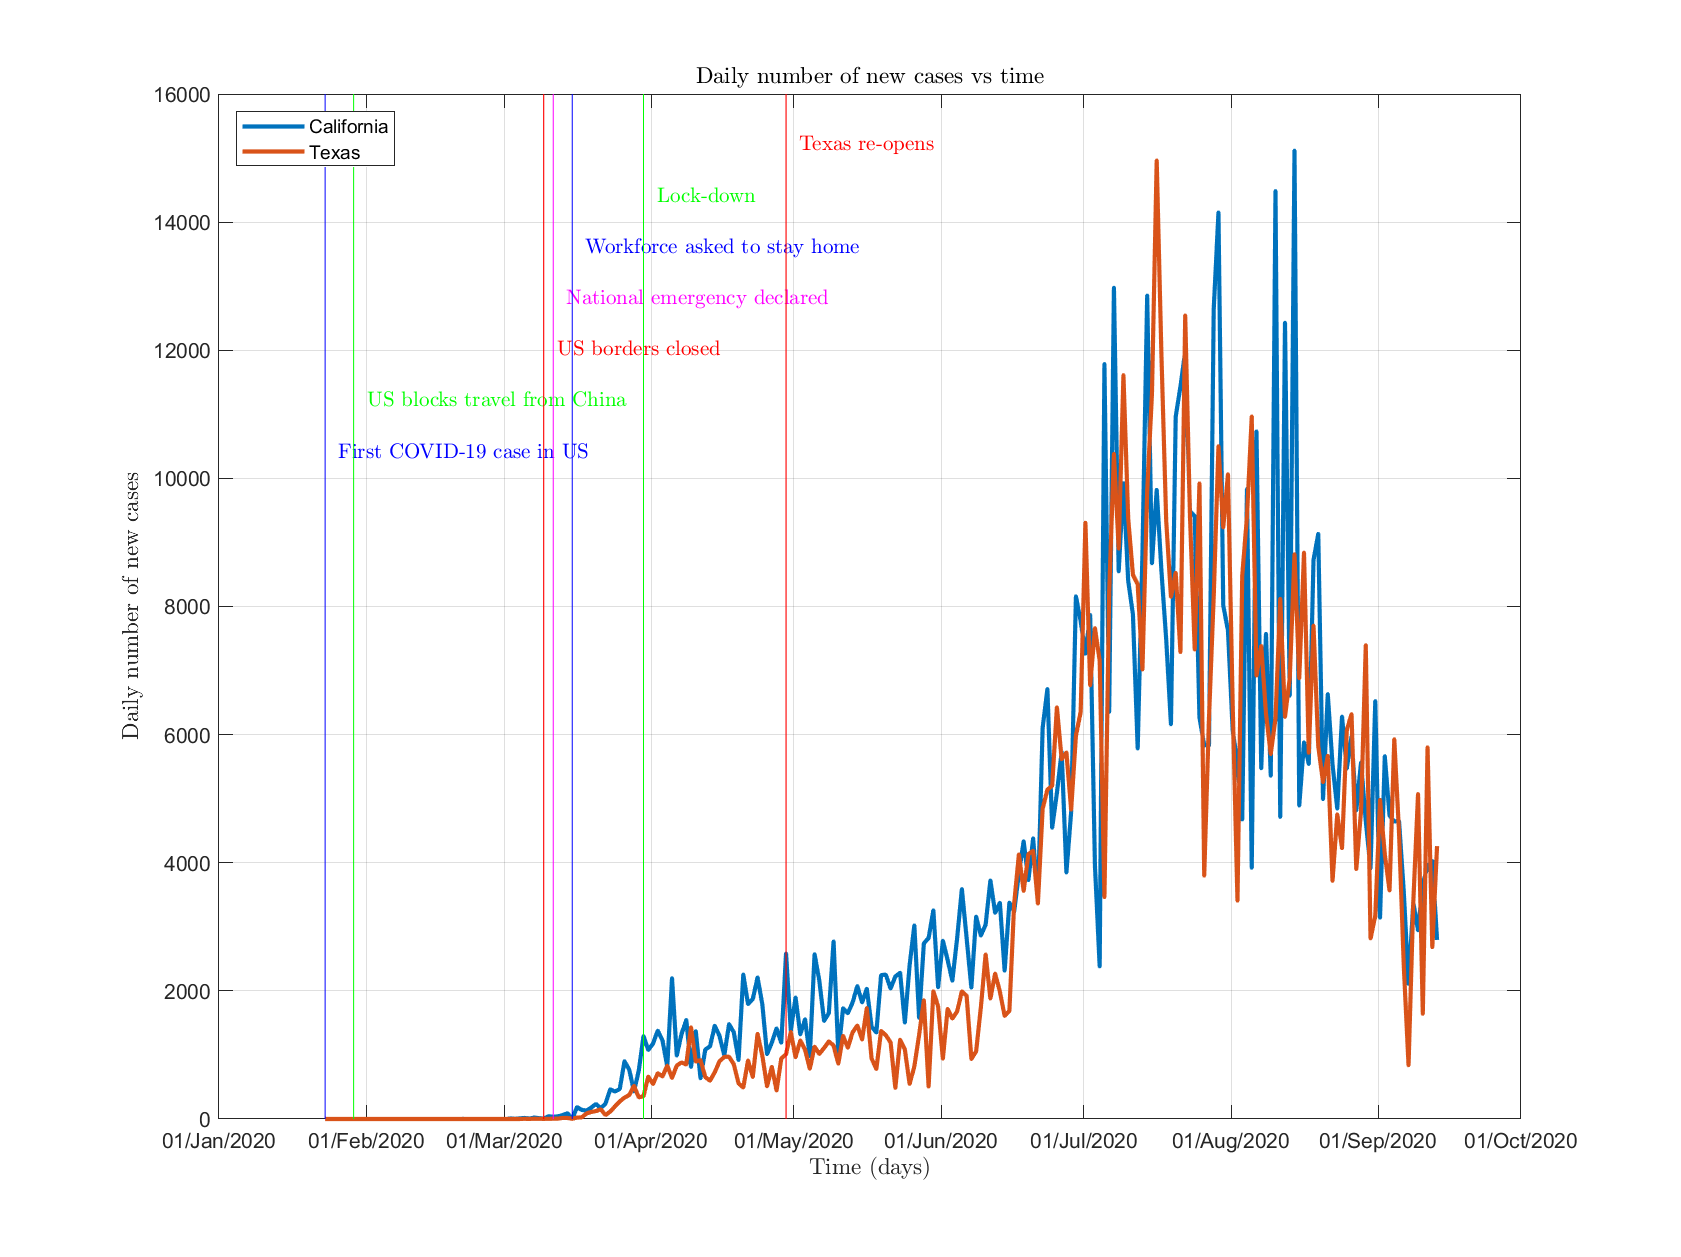 Daily number of new cases vs time
16000
14000
12000
10000
8000
6000
4000
2000
0
Daily number of new cases
California
Texas
Texas re-opens
Lock-down
Workforce asked to stay home
National emergency declared
US borders closed
US blocks travel from China
First COVID-19 case in US
01/Jan/2020 01/Feb/2020 01/Mar/2020 01/Apr/2020 01/May/2020 01/Jun/2020 01/Jul/2020 01/Aug/2020 01/Sep/2020 01/Oct/2020
Time (days)